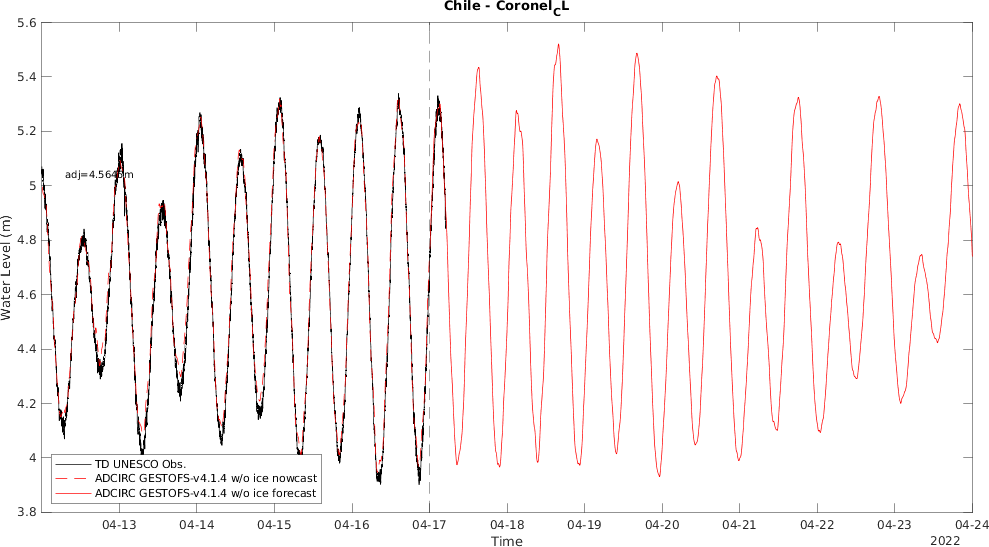 Chile - Coronel_CL
5.6
5.4
5.2
5
4.8
4.6
4.4
4.2
4
3.8
Water Level (m)
adj=4.5645m
TD UNESCO Obs.
ADCIRC GESTOFS-v4.1.4 w/o ice nowcast
ADCIRC GESTOFS-v4.1.4 w/o ice forecast
04-13 04-14 04-15 04-16 04-17 04-18 04-19 04-20 04-21 04-22 04-23 04-24
Time
2022